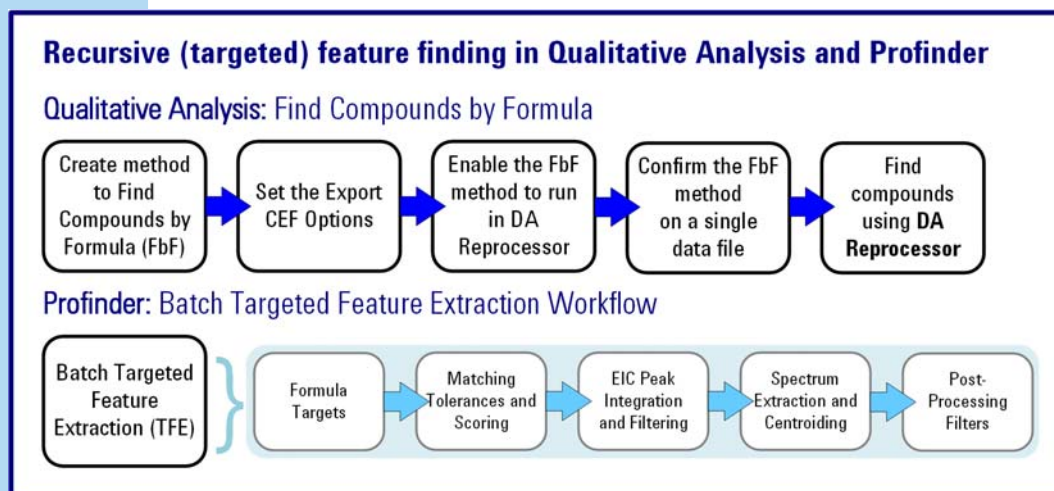 Recursive (targeted) feature finding in Qualitative Analysis and Profinder
Qualitative Analysis: Find Compounds by Formula
Create method
to Find
Compounds by
Formula (FbF)
Set the Export
CEF Options
Enable the FbF
method to run
in DA
Reprocessor
Confirm the FbF
method
on a single
data file
Find
compounds
using DA
Reprocessor
Profinder: Batch Targeted Feature Extraction Workflow
Batch Targeted
Feature
Extraction (TFE)
Formula
Targets
Matching
Tolerances and
Scoring
EIC Peak
Integration
and Filtering
Spectrum
Extraction and
Centroiding
Post-
Processing
Filters